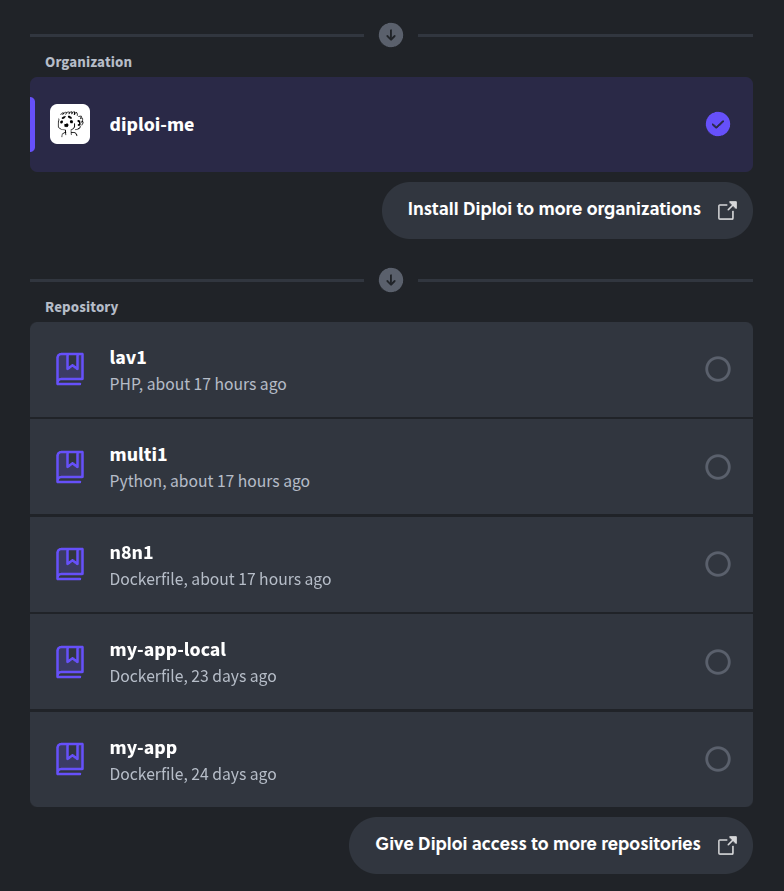 Organization
diploi-me
Install Diploi to more organizations
Repository
lav1
PHP, about 17 hours ago
multi1
Python, about 17 hours ago
n8n1
Dockerfile, about 17 hours ago
my-app-local
Dockerfile, 23 days ago
my-app
Dockerfile, 24 days ago
Give Diploi access to more repositories